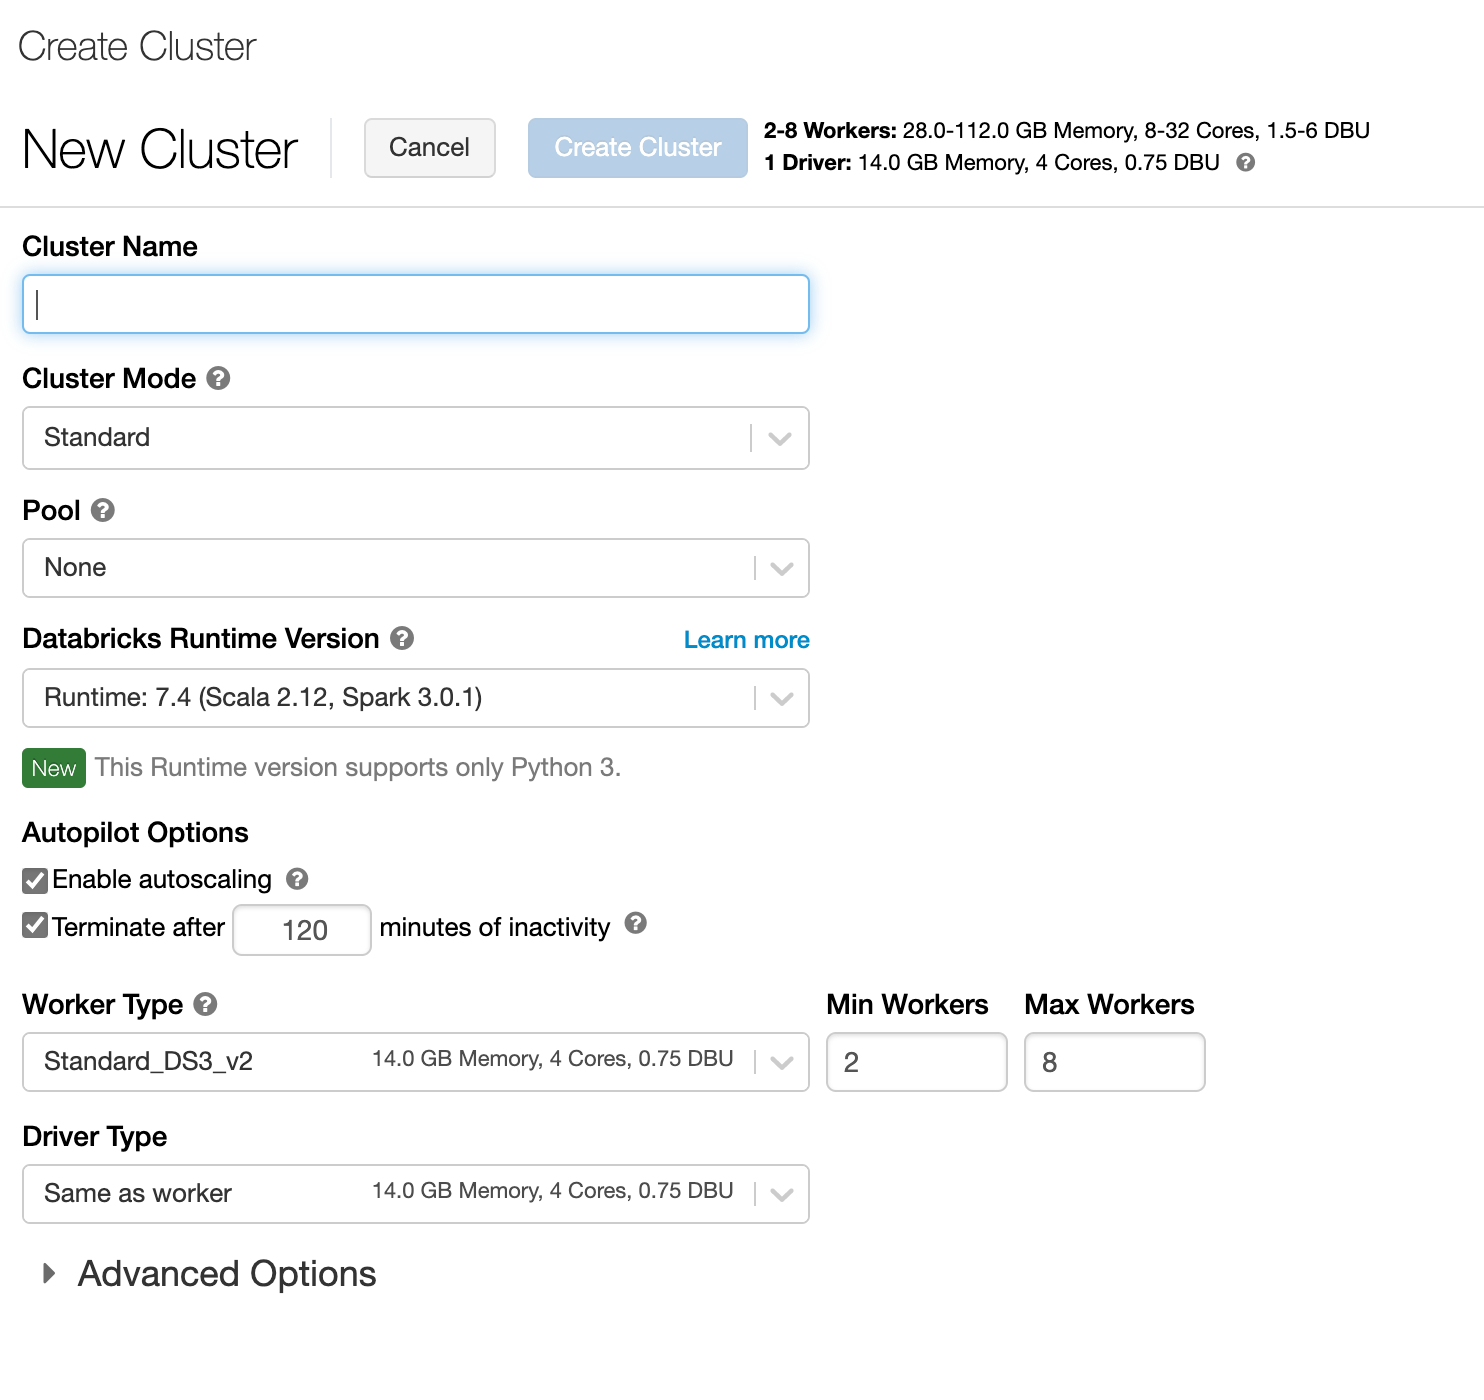 Create Cluster
New Cluster
Cancel
Create Cluster
2-8 Workers: 28.0-112.0 GB Memory, 8-32 Cores, 1.5-6 DBU
1 Driver: 14.0 GB Memory, 4 Cores, 0.75 DBU ?
Cluster Name
Cluster Mode ?
Standard
Pool ?
None
Databricks Runtime Version ? Learn more
Runtime: 7.4 (Scala 2.12, Spark 3.0.1)
New This Runtime version supports only Python 3.
Autopilot Options
Enable autoscaling ?
Terminate after 120 minutes of inactivity ?
Worker Type ? Min Workers Max Workers
Standard_DS3_v2 14.0 GB Memory, 4 Cores, 0.75 DBU 2 8
Driver Type
Same as worker 14.0 GB Memory, 4 Cores, 0.75 DBU
Advanced Options